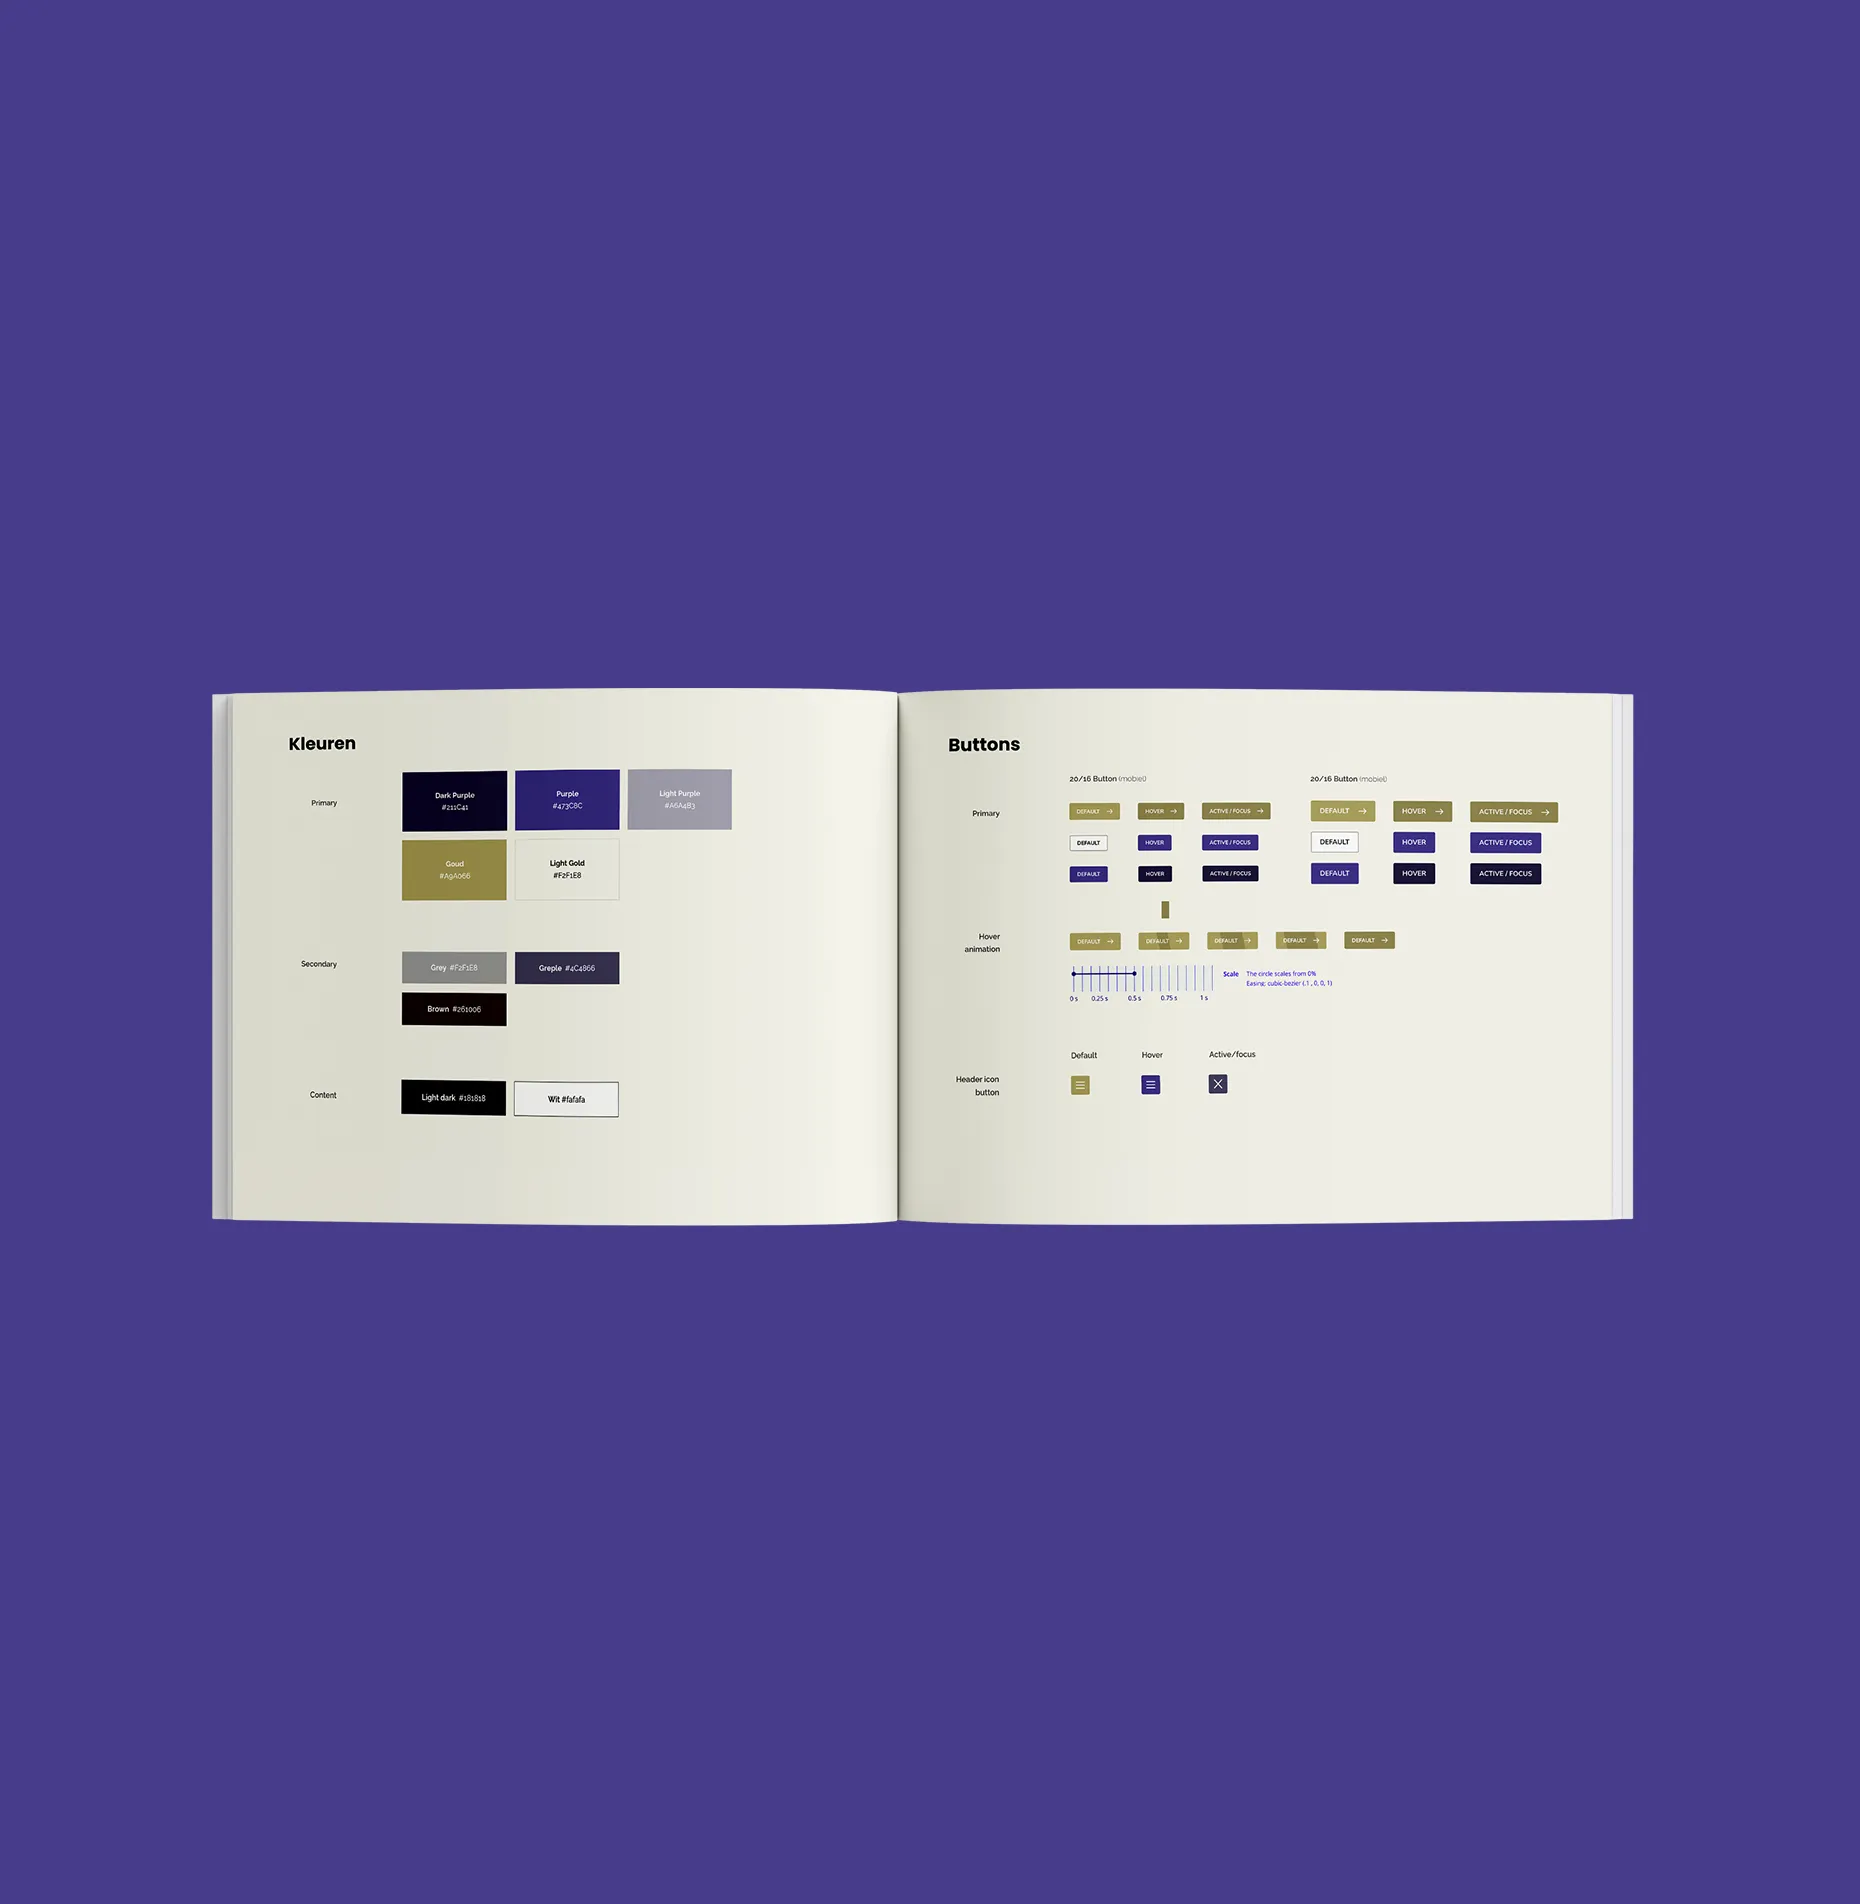 Kleuren
Primary
Dark Purple
#211C41
Purple
#473C8C
Light Purple
#A6A4B3
Goud
#A9A066
Light Gold
#F2F1E8
Secondary
Grey #F2F1E8
Greple #4C4866
Brown #261006
Content
Light dark #181818
Wit #fafafa
Buttons
20/16 Button (mobiel)
20/16 Button (mobiel)
Primary
DEFAULT → HOVER → ACTIVE / FOCUS →
DEFAULT HOVER ACTIVE / FOCUS
DEFAULT HOVER ACTIVE / FOCUS
DEFAULT → HOVER → ACTIVE / FOCUS →
DEFAULT HOVER ACTIVE / FOCUS
DEFAULT HOVER ACTIVE / FOCUS
Hover
animation
DEFAULT → DEFAULT → DEFAULT → DEFAULT → DEFAULT →
0 s 0.25 s 0.5 s 0.75 s 1 s
Scale The circle scales from 0%
Easing: cubic-bezier (.1 , 0, 0, 1)
Default Hover Active/focus
Header icon
button